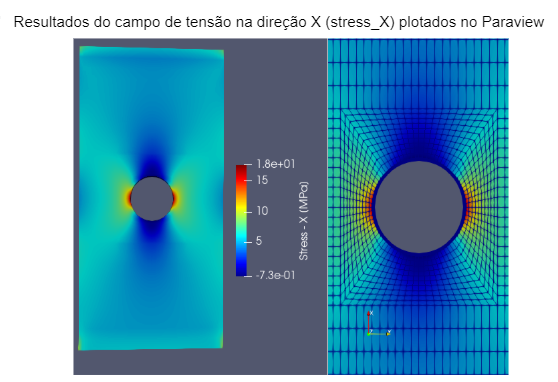 Resultados do campo de tensão na direção X (stress_X) plotados no Paraview
1.8e+01
15
10
5
-7.3e-01
Stress - X (MPa)
X